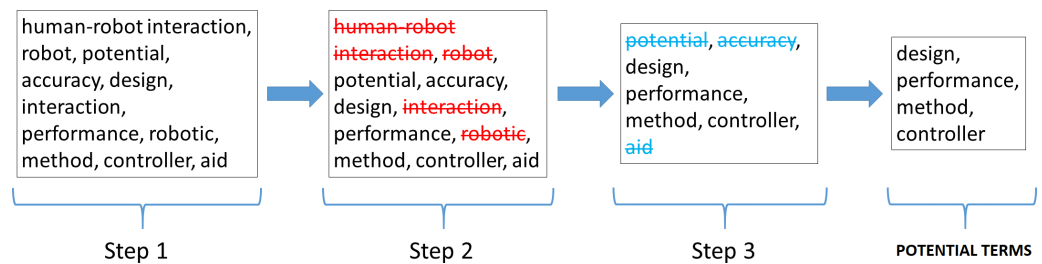 human-robot interaction,
robot, potential,
accuracy, design,
interaction,
performance, robotic,
method, controller, aid
human-robot
interaction, robot,
potential, accuracy,
design, interaction,
performance, robotic,
method, controller, aid
potential, accuracy,
design,
performance,
method, controller,
aid
design,
performance,
method,
controller
Step 1
Step 2
Step 3
POTENTIAL TERMS